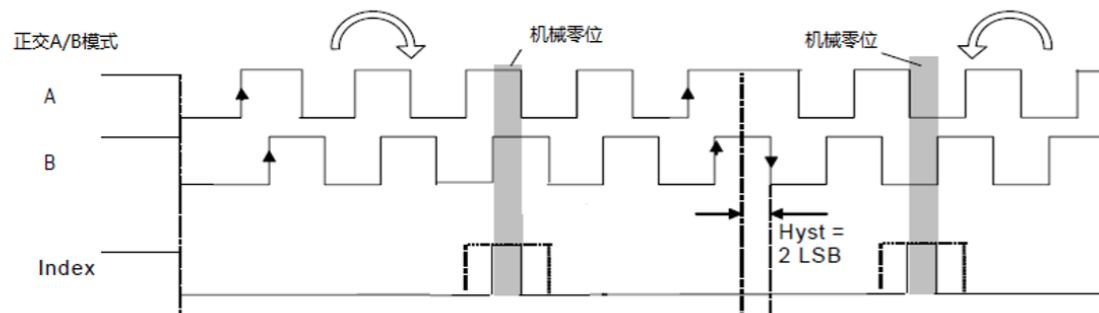 正交A/B模式
机械零位
机械零位
A
B
Hyst =
2 LSB
Index